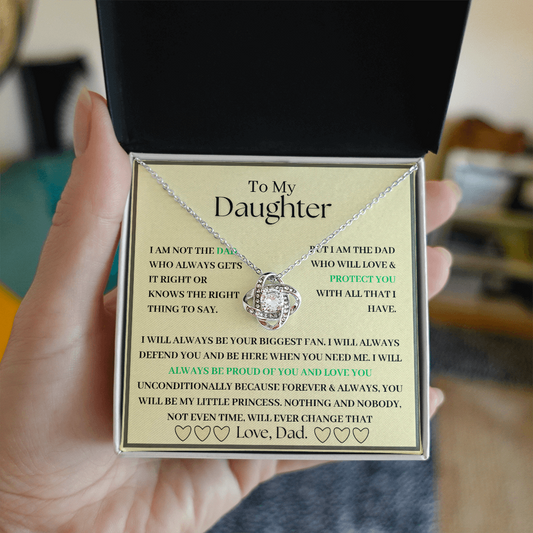 To My
Daughter
I AM NOT THE DAD
WHO ALWAYS GETS
IT RIGHT OR
KNOWS THE RIGHT
THING TO SAY.
BUT I AM THE DAD
WHO WILL LOVE &
PROTECT YOU
WITH ALL THAT I
HAVE.
I WILL ALWAYS BE YOUR BIGGEST FAN. I WILL ALWAYS
DEFEND YOU AND BE HERE WHEN YOU NEED ME. I WILL
ALWAYS BE PROUD OF YOU AND LOVE YOU
UNCONDITIONALLY BECAUSE FOREVER & ALWAYS, YOU
WILL BE MY LITTLE PRINCESS. NOTHING AND NOBODY,
NOT EVEN TIME, WILL EVER CHANGE THAT
Love, Dad.